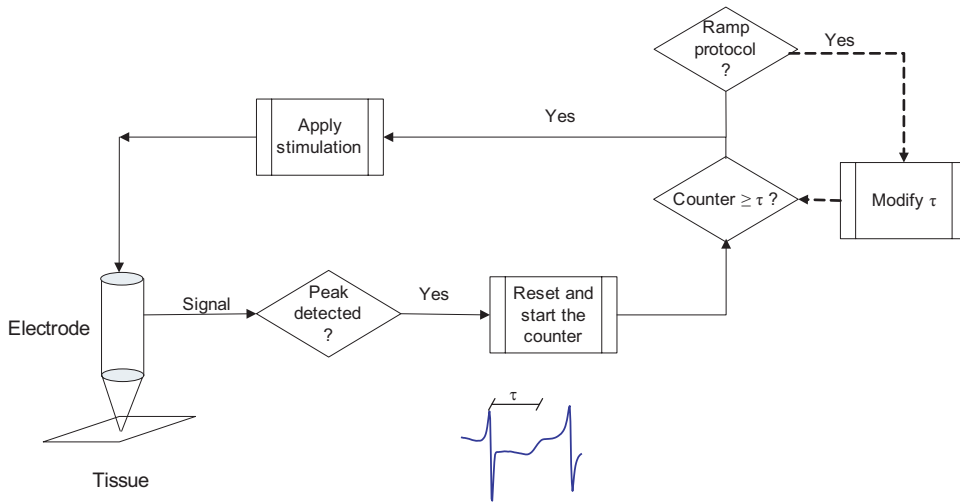 Ramp
protocol
?
Yes
Apply
stimulation
Yes
Counter ≥ τ ?
Modify τ
Electrode
Signal
Peak
detected
?
Yes
Reset and
start the
counter
τ
Tissue